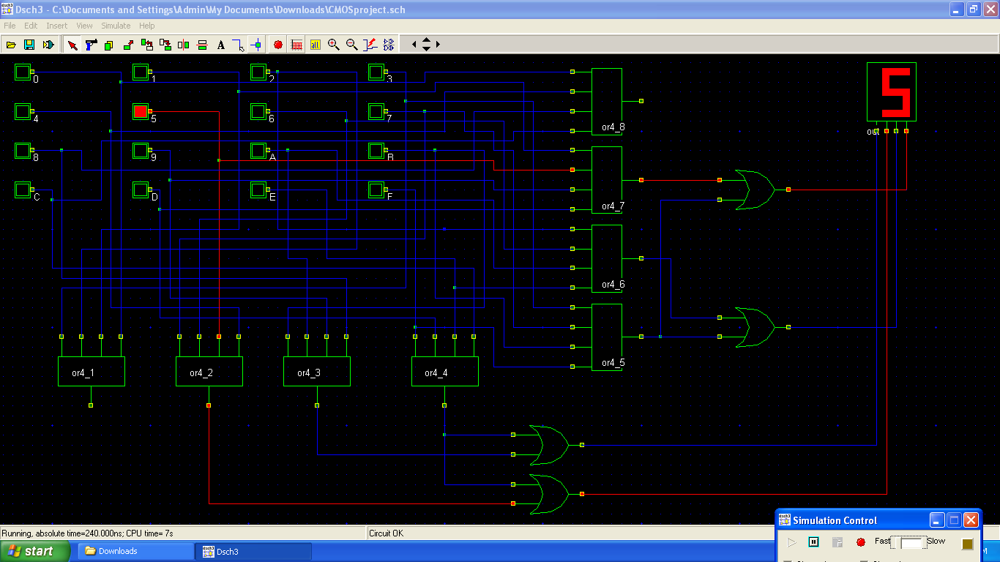 Dsch3 - C:\Documents and Settings\Admin\My Documents\Downloads\CMOSproject.sch
File Edit Insert View Simulate Help
A all
0 1 2 3
4 5 6 7
8 9 A R
C D E F
or4_8
or4_7
or4_6
or4_5
5
out
or4_1 or4_2 or4_3 or4_4
Simulation Control
Fast Slow
Running, absolute time=240.000ns; CPU time= 7s
Circuit OK
start Downloads Dsch3